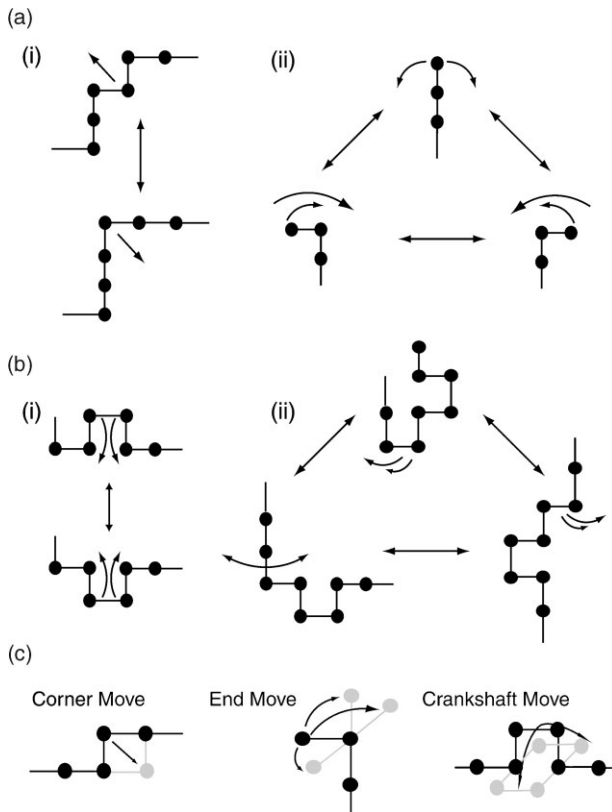 (a)
(i) (ii)
(b)
(i) (ii)
(c)
Corner Move End Move Crankshaft Move